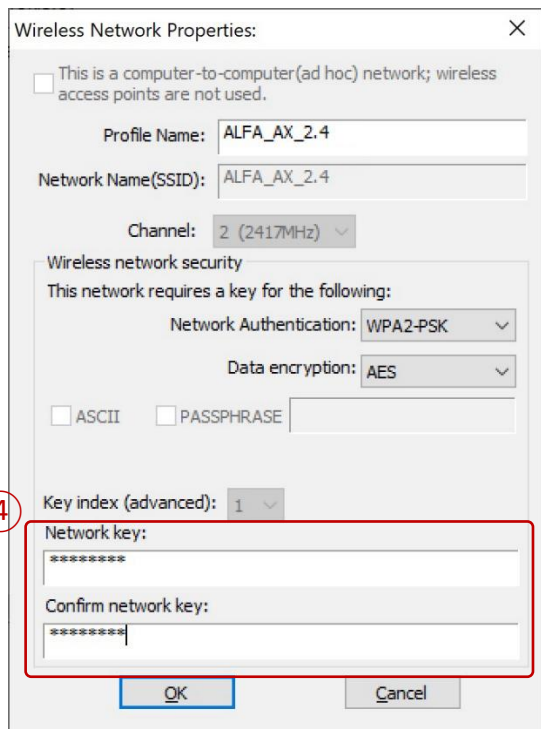 Wireless Network Properties:
This is a computer-to-computer(ad hoc) network; wireless
access points are not used.
Profile Name: ALFA_AX_2.4
Network Name(SSID): ALFA_AX_2.4
Channel: 2 (2417MHz)
Wireless network security
This network requires a key for the following:
Network Authentication: WPA2-PSK
Data encryption: AES
ASCII PASSPHRASE
Key index (advanced): 1
4
Network key:
********
Confirm network key:
********
OK Cancel